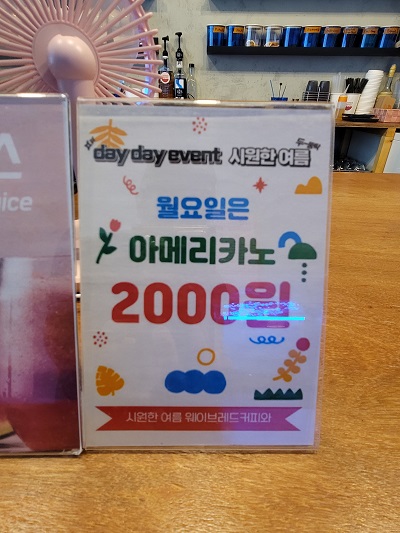 day day event 시원한 여름
월요일은
아메리카노
2000원
시원한 여름 웨이브레드커피와
juice